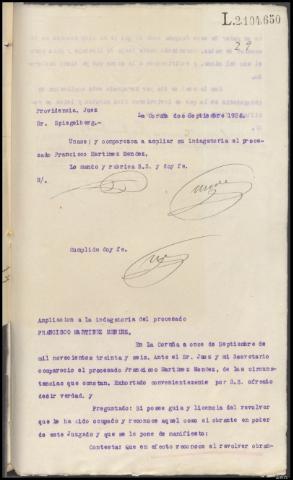 L.2101.650
29
Providencia, Juez
Sr. Spiegelberg.-
La Coruña dos Septiembre 1936.
Unase; y comparezca a ampliar su indagatoria el proce-
sado Francisco Martinez Mendez,
Lo mando y rubrica S.S. y doy fe.
E/.
Cumplido doy fe.
Ampliacion a la indagatoria del procesado
FRANCISCO MARTINEZ MENDEZ,
En La Coruña a once de Septiembre de
mil novecientos treinta y seis. Ante el Sr. Juez y mi Secretario
comparecio el procesado Francisco Martinez Mendez, de las circuns-
tancias que constan. Exhortado convenientemente por S.S. ofrecio
decir verdad, y
Preguntado: Si posee guia y licencia del revolver
que le ha sido ocupado y reconoce aquel como el obrante en poder
de este Juzgado y que se le pone de manifiesto:
Contesta: que en efecto reconoce el revolver obran-